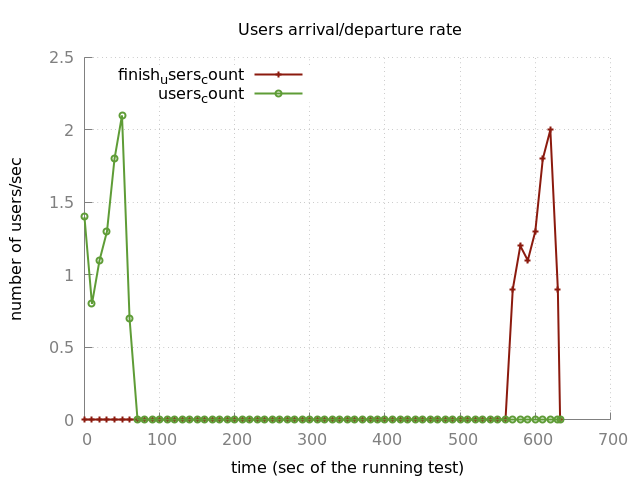 Users arrival/departure rate
finish_users_count
users_count
2.5
2
1.5
1
0.5
0
number of users/sec
0 100 200 300 400 500 600 700
time (sec of the running test)